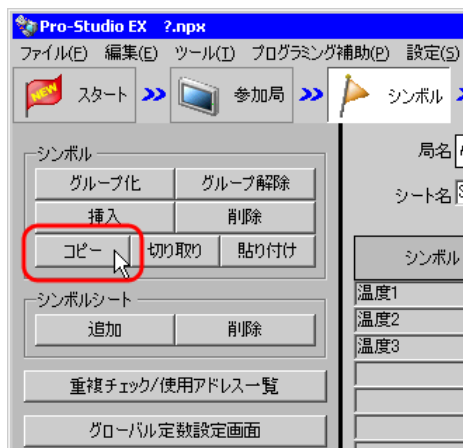 Pro-Studio EX ?.npx
ファイル(F) 編集(E) ツール(T) プログラミング補助(P) 設定(S)
NEW スタート 参加局 シンボル
シンボル
グループ化 グループ解除
挿入 削除
コピー 切り取り 貼り付け
シンボルシート
追加 削除
重複チェック/使用アドレス一覧
グローバル定数設定画面
局名
シート名
シンボル
温度1
温度2
温度3